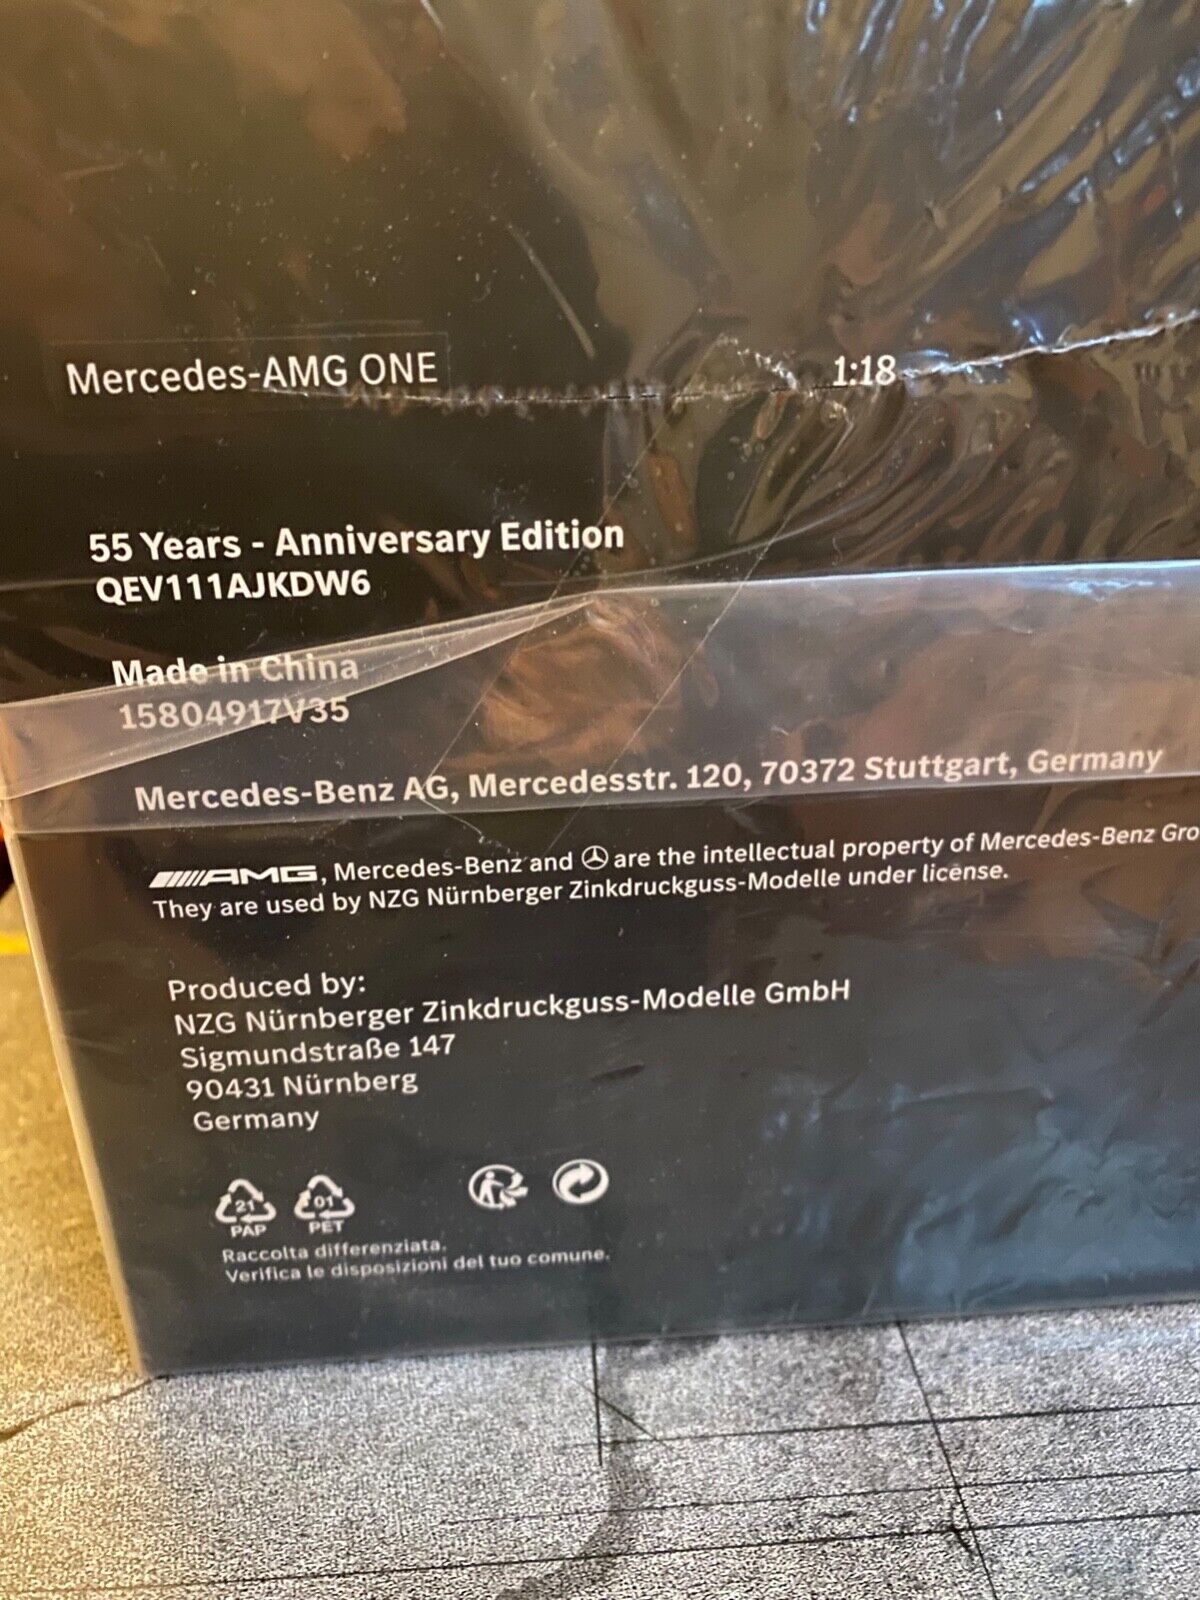 Mercedes-AMG ONE 1:18
55 Years - Anniversary Edition
QEV111AJKDW6
Made in China
15804917V35
Mercedes-Benz AG, Mercedesstr. 120, 70372 Stuttgart, Germany
AMG, Mercedes-Benz and are the intellectual property of Mercedes-Benz Gro
They are used by NZG Nürnberger Zinkdruckguss-Modelle under license.
Produced by:
NZG Nürnberger Zinkdruckguss-Modelle GmbH
Sigmundstraße 147
90431 Nürnberg
Germany
21 01
PAP PET
Raccolta differenziata.
Verifica le disposizioni del tuo comune.